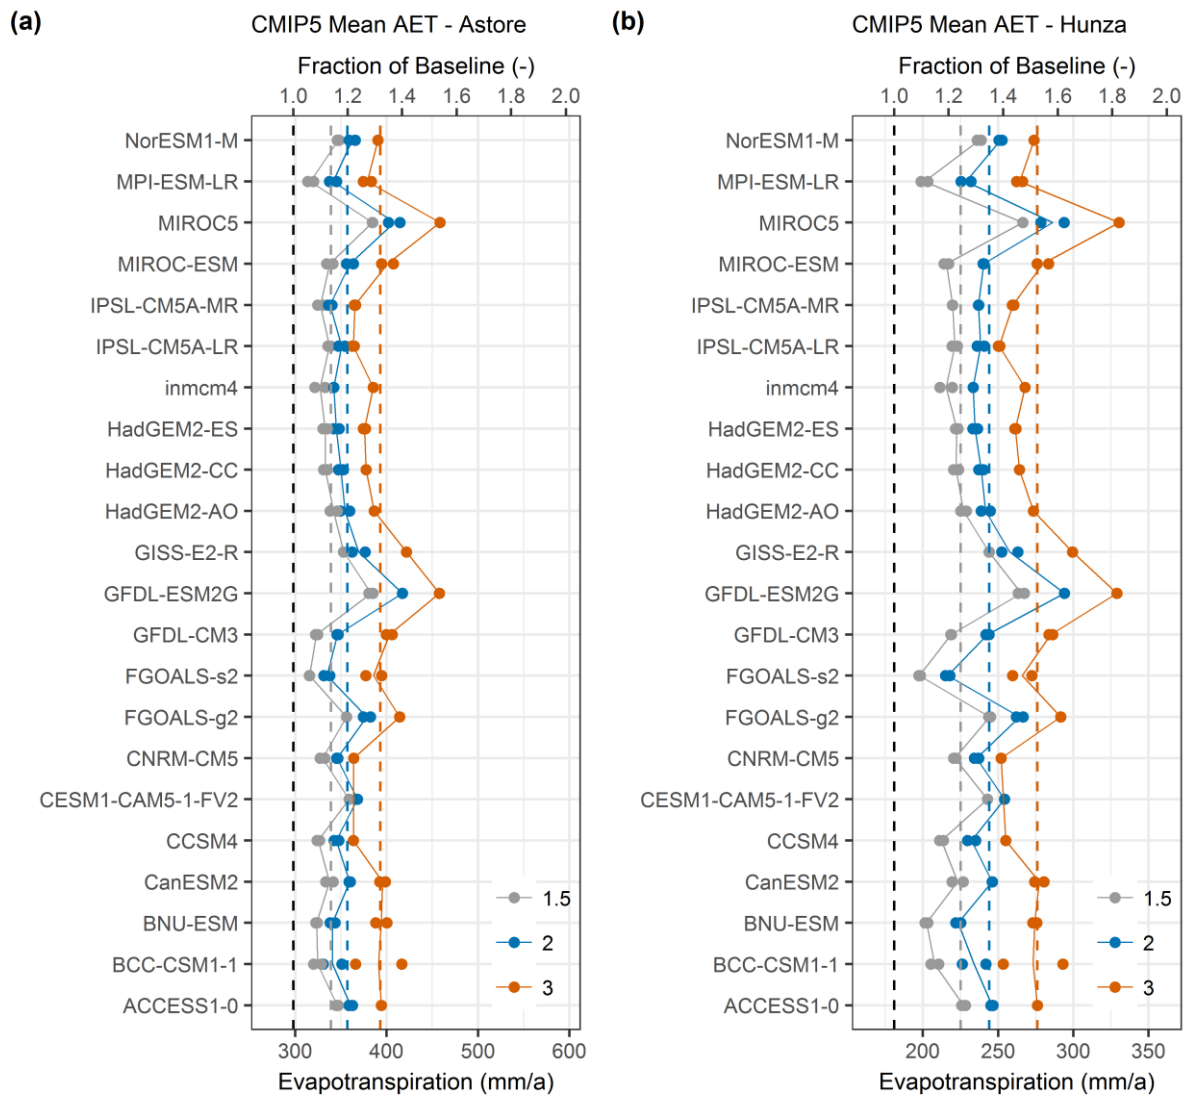 (a)
CMIP5 Mean AET - Astore
Fraction of Baseline (-)
1.0 1.2 1.4 1.6 1.8 2.0
NorESM1-M
MPI-ESM-LR
MIROC5
MIROC-ESM
IPSL-CM5A-MR
IPSL-CM5A-LR
inmcm4
HadGEM2-ES
HadGEM2-CC
HadGEM2-AO
GISS-E2-R
GFDL-ESM2G
GFDL-CM3
FGOALS-s2
FGOALS-g2
CNRM-CM5
CESM1-CAM5-1-FV2
CCSM4
CanESM2
BNU-ESM
BCC-CSM1-1
ACCESS1-0
1.5
2
3
300 400 500 600
Evapotranspiration (mm/a)
(b)
CMIP5 Mean AET - Hunza
Fraction of Baseline (-)
1.0 1.2 1.4 1.6 1.8 2.0
NorESM1-M
MPI-ESM-LR
MIROC5
MIROC-ESM
IPSL-CM5A-MR
IPSL-CM5A-LR
inmcm4
HadGEM2-ES
HadGEM2-CC
HadGEM2-AO
GISS-E2-R
GFDL-ESM2G
GFDL-CM3
FGOALS-s2
FGOALS-g2
CNRM-CM5
CESM1-CAM5-1-FV2
CCSM4
CanESM2
BNU-ESM
BCC-CSM1-1
ACCESS1-0
1.5
2
3
200 250 300 350
Evapotranspiration (mm/a)